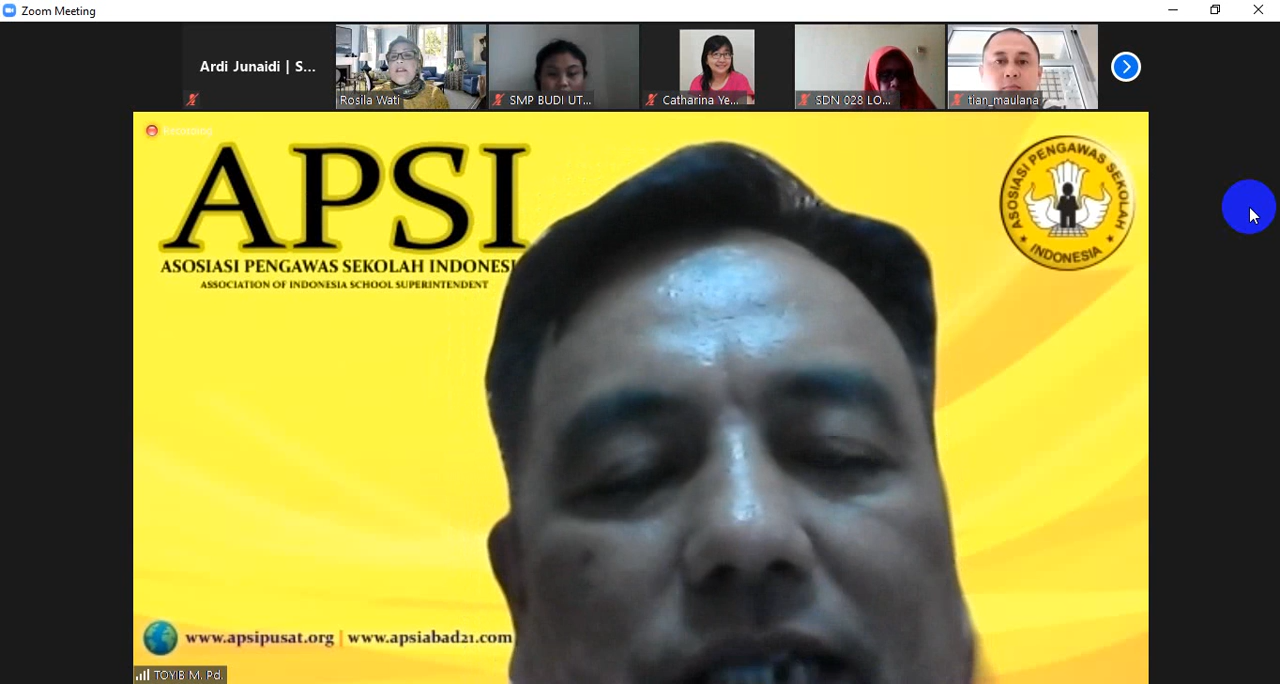 Zoom Meeting
Ardi Junaidi | S...
Rosila Wati
SMP BUDI UT...
Catharina Ye...
SDN 028 LO...
tian_maulana
Recording
APSI
ASOSIASI PENGAWAS SEKOLAH INDONESI
ASSOCIATION OF INDONESIA SCHOOL SUPERINTENDENT
ASOSIASI PENGAWAS SEKOLAH
INDONESIA
www.apsipusat.org | www.apsiabad21.com
TOYIB M. Pd.